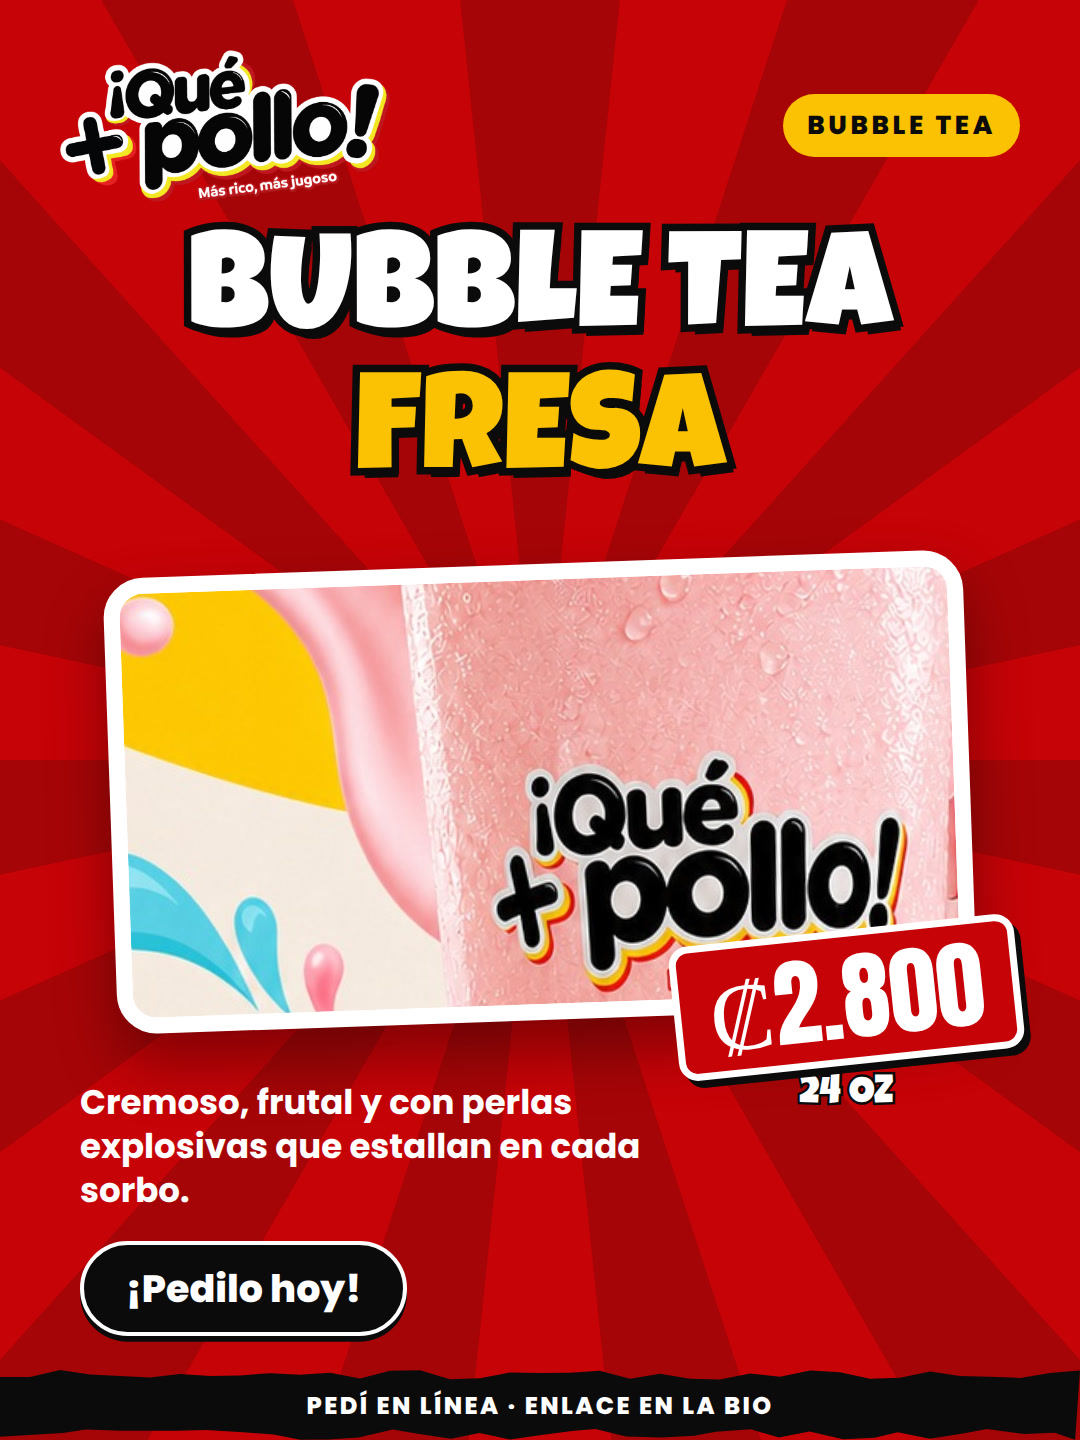 ¡Qué
+ pollo!
Más rico, más jugoso
BUBBLE TEA
BUBBLE TEA
FRESA
¡Qué
+ pollo!
₡2.800
24 OZ
Cremoso, frutal y con perlas
explosivas que estallan en cada
sorbo.
¡Pedilo hoy!
PEDÍ EN LÍNEA · ENLACE EN LA BIO